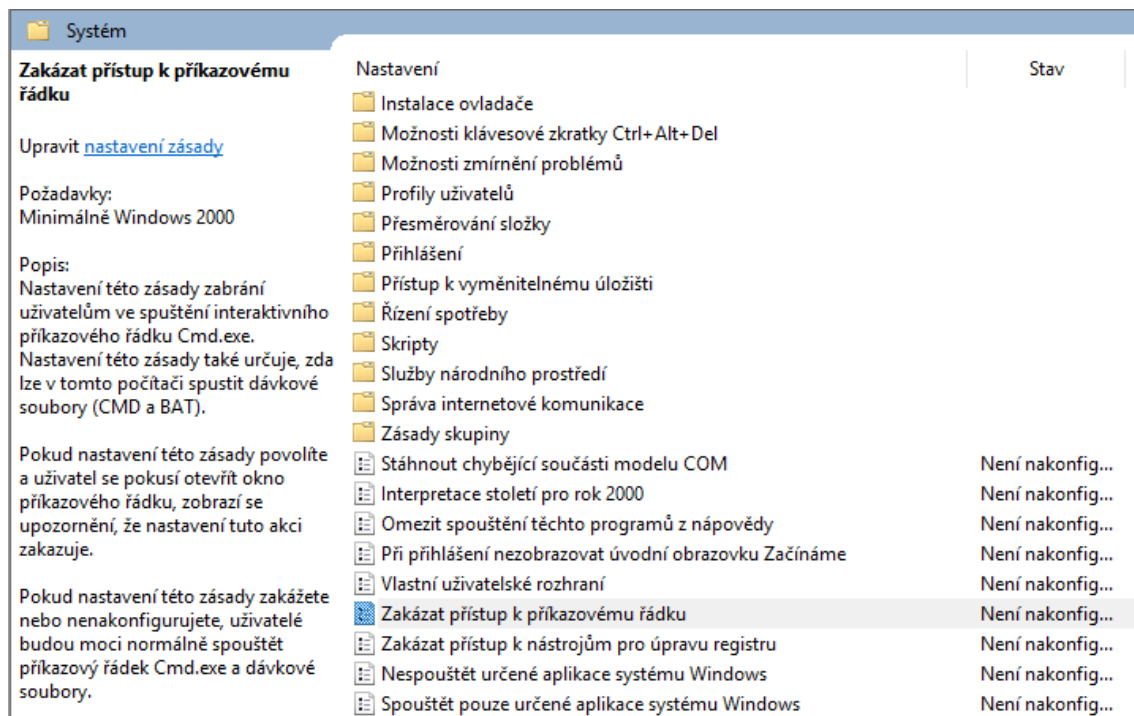 Systém
Zakázat přístup k příkazovému
řádku
Upravit nastavení zásady
Požadavky:
Minimálně Windows 2000
Popis:
Nastavení této zásady zabrání
uživatelům ve spuštění interaktivního
příkazového řádku Cmd.exe.
Nastavení této zásady také určuje, zda
lze v tomto počítači spustit dávkové
soubory (CMD a BAT).
Pokud nastavení této zásady povolíte
a uživatel se pokusí otevřít okno
příkazového řádku, zobrazí se
upozornění, že nastavení tuto akci
zakazuje.
Pokud nastavení této zásady zakážete
nebo nenakonfigurujete, uživatelé
budou moci normálně spouštět
příkazový řádek Cmd.exe a dávkové
soubory.
Nastavení Stav
Instalace ovladače
Možnosti klávesové zkratky Ctrl+Alt+Del
Možnosti zmírnění problémů
Profily uživatelů
Přesměrování složky
Přihlášení
Přístup k vyměnitelnému úložišti
Řízení spotřeby
Skripty
Služby národního prostředí
Správa internetové komunikace
Zásady skupiny
Stáhnout chybějící součásti modelu COM Není nakonfig...
Interpretace století pro rok 2000 Není nakonfig...
Omezit spouštění těchto programů z nápovědy Není nakonfig...
Při přihlášení nezobrazovat úvodní obrazovku Začínáme Není nakonfig...
Vlastní uživatelské rozhraní Není nakonfig...
Zakázat přístup k příkazovému řádku Není nakonfig...
Zakázat přístup k nástrojům pro úpravu registru Není nakonfig...
Nespouštět určené aplikace systému Windows Není nakonfig...
Spouštět pouze určené aplikace systému Windows Není nakonfig...